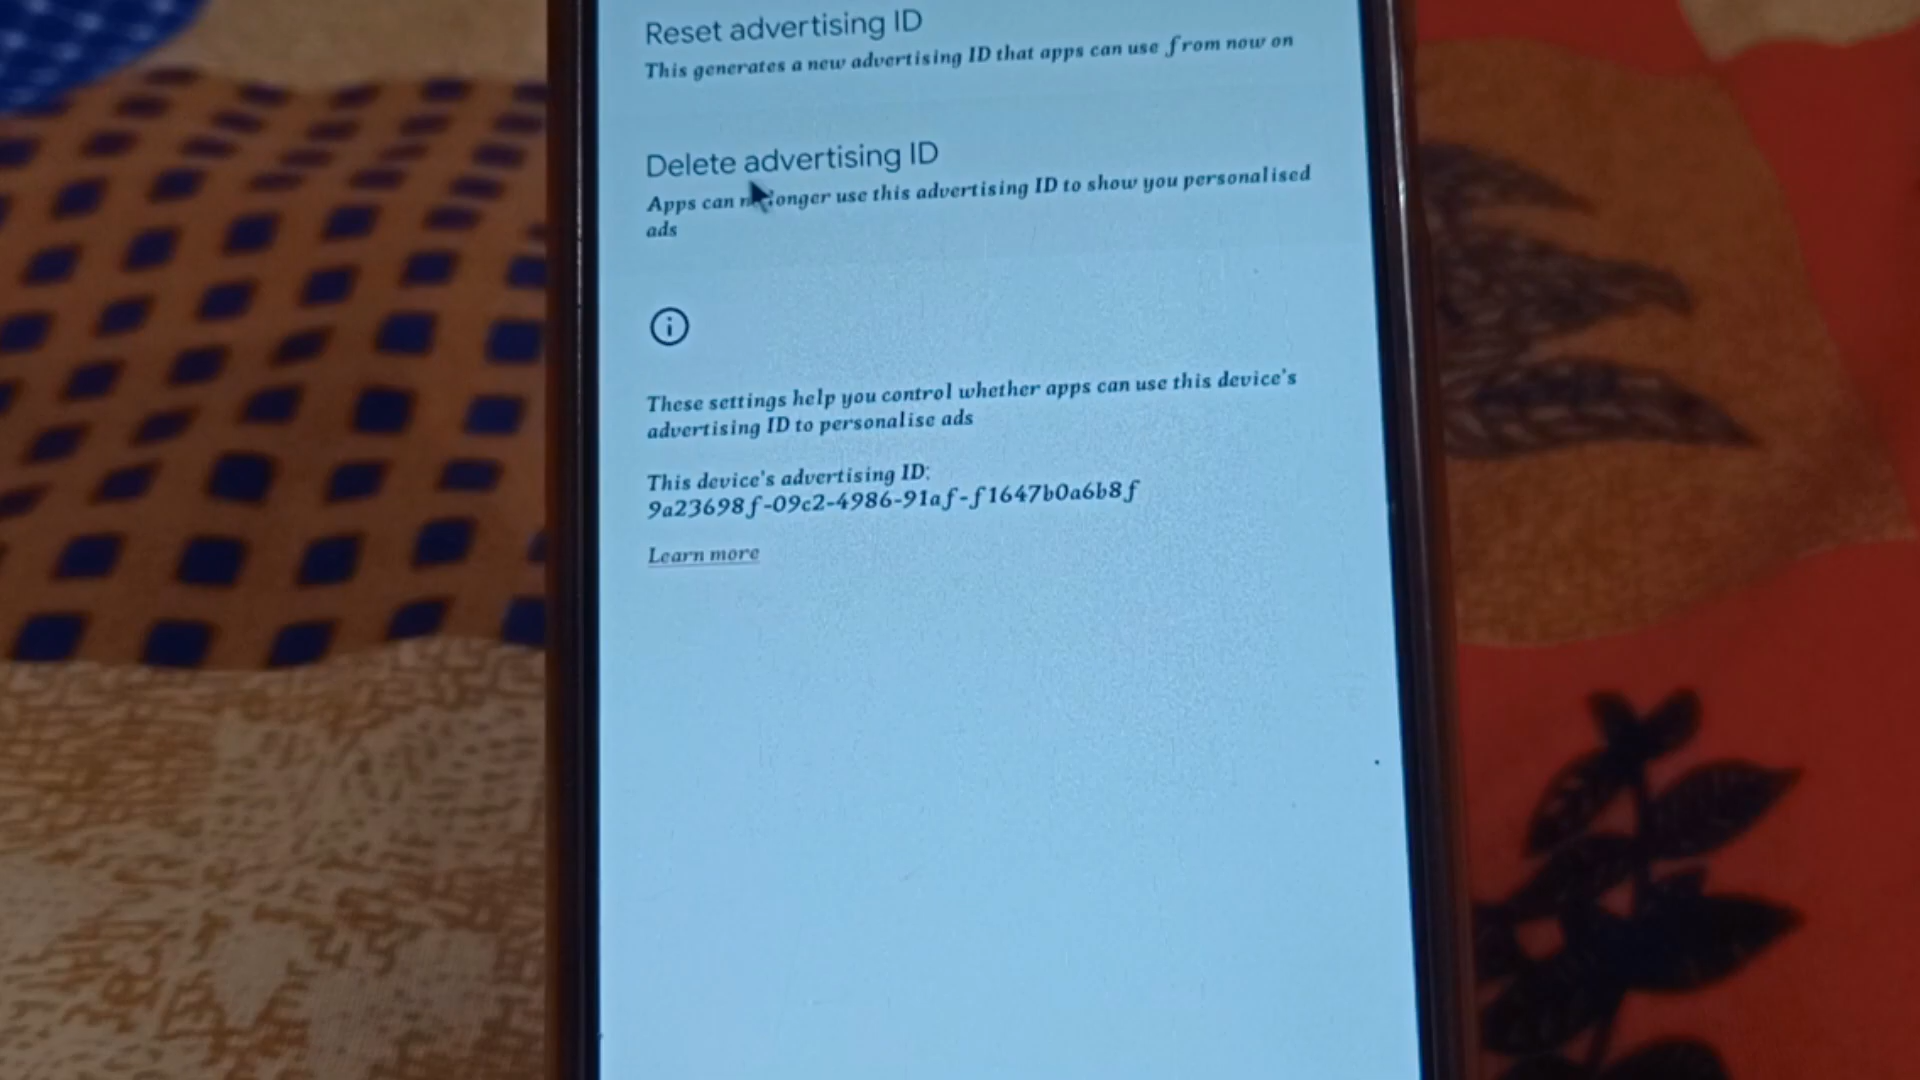 Reset advertising ID
This generates a new advertising ID that apps can use from now on
Delete advertising ID
Apps can longer use this advertising ID to show you personalised
ads
These settings help you control whether apps can use this device's
advertising ID to personalise ads
This device's advertising ID:
9a23698f-09c2-4986-91af-f1647b0a6b8f
Learn more